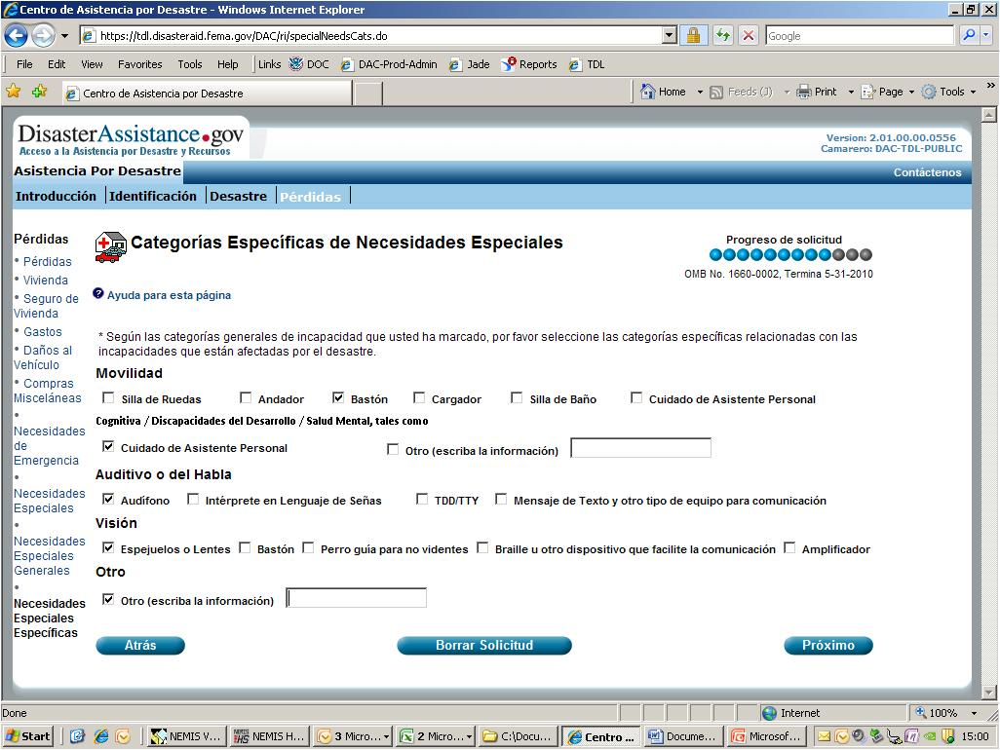 Centro de Asistencia por Desastre - Windows Internet Explorer
https://tdl.disasteraid.fema.gov/DAC/ri/specialNeedsCats.do
Google
File Edit View Favorites Tools Help Links DOC DAC-Prod-Admin Jade Reports TDL
Centro de Asistencia por Desastre
Home Feeds (J) Print Page Tools
DisasterAssistance.gov
Acceso a la Asistencia por Desastre y Recursos
Version: 2.01.00.00.0556
Camarero: DAC-TDL-PUBLIC
Asistencia Por Desastre
Contáctenos
Introducción Identificación Desastre Pérdidas
Pérdidas
• Pérdidas
• Vivienda
• Seguro de
Vivienda
• Gastos
• Daños al
Vehículo
• Compras
Misceláneas
•
Necesidades
de
Emergencia
•
Necesidades
Especiales
•
Necesidades
Especiales
Generales
•
Necesidades
Especiales
Específicas
Categorías Específicas de Necesidades Especiales
Progreso de solicitud
OMB No. 1660-0002, Termina 5-31-2010
? Ayuda para esta página
* Según las categorías generales de incapacidad que usted ha marcado, por favor seleccione las categorías específicas relacionadas con las
incapacidades que están afectadas por el desastre.
Movilidad
Silla de Ruedas Andador Bastón Cargador Silla de Baño Cuidado de Asistente Personal
Cognitiva / Discapacidades del Desarrollo / Salud Mental, tales como
Cuidado de Asistente Personal Otro (escriba la información)
Auditivo o del Habla
Audífono Intérprete en Lenguaje de Señas TDD/TTY Mensaje de Texto y otro tipo de equipo para comunicación
Visión
Espejuelos o Lentes Bastón Perro guía para no videntes Braille u otro dispositivo que facilite la comunicación Amplificador
Otro
Otro (escriba la información)
Atrás Borrar Solicitud Próximo
Done Internet 100%
Start NEMIS V... NEMIS H... 3 Micro... 2 Micro... C:\Docu... Centro ... Docume... Microsof... 15:00